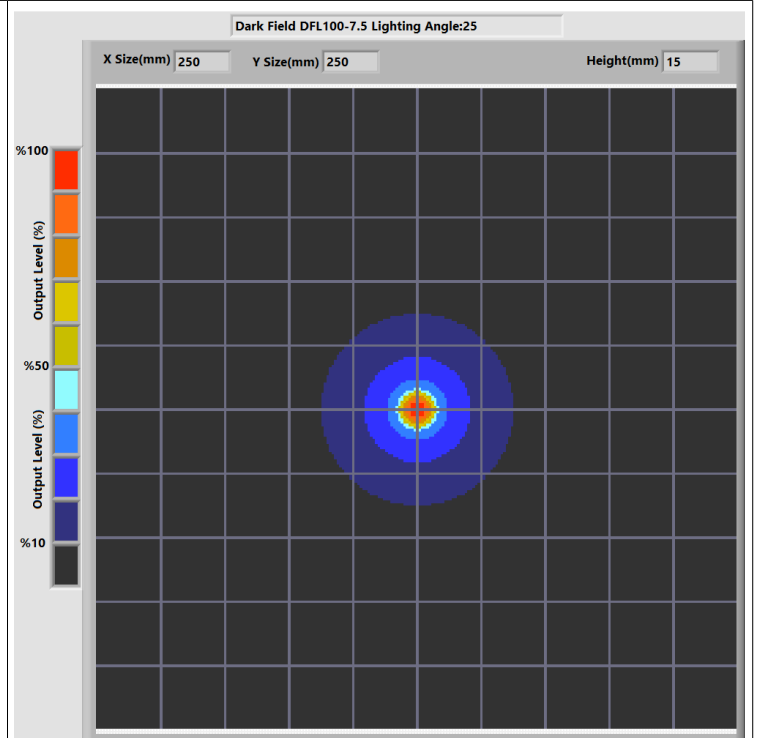 Dark Field DFL100-7.5 Lighting Angle:25
X Size(mm) 250 Y Size(mm) 250 Height(mm) 15
%100
Output Level (%)
%50
Output Level (%)
%10